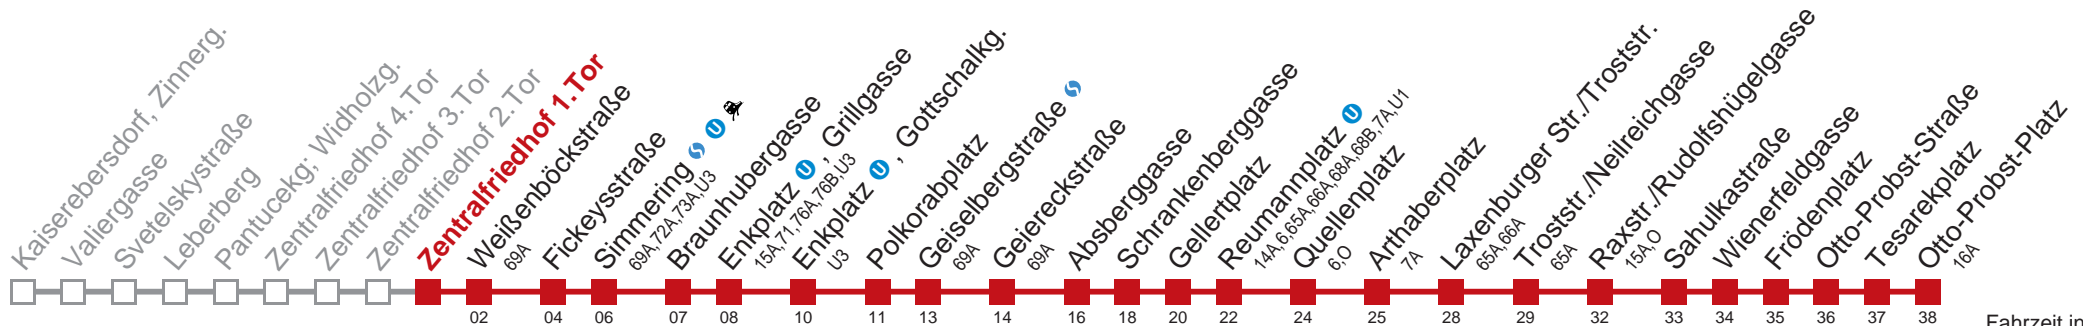 Kaiserebersdorf, Zinnerg.
Valiergasse
Svetelskystraße
Leberberg
Pantucekg; Widholzg.
Zentralfriedhof 4.Tor
Zentralfriedhof 3.Tor
Zentralfriedhof 2.Tor
Zentralfriedhof 1.Tor
Weißenböckstraße
69A
Fickeysstraße
Simmering S U
69A,72A,73A,U3
Braunhubergasse
Enkplatz U , Grillgasse
15A,71,76A,76B,U3
Enkplatz U , Gottschalkg.
U3
Polkorabplatz
Geiselbergstraße S
69A
Geiereckstraße
69A
Absberggasse
Schrankenberggasse
Gellertplatz
Reumannplatz U
14A,6,65A,66A,68A,68B,7A,U1
Quellenplatz
6,O
Arthaberplatz
7A
Laxenburger Str./Troststr.
65A,66A
Troststr./Neilreichgasse
65A
Raxstr./Rudolfshügelgasse
15A,O
Sahulkastraße
Wienerfeldgasse
Frödenplatz
Otto-Probst-Straße
Tesarekplatz
Otto-Probst-Platz
16A
02 04 06 07 08 10 11 13 14 16 18 20 22 24 25 28 29 32 33 34 35 36 37 38
Fahrzeit in